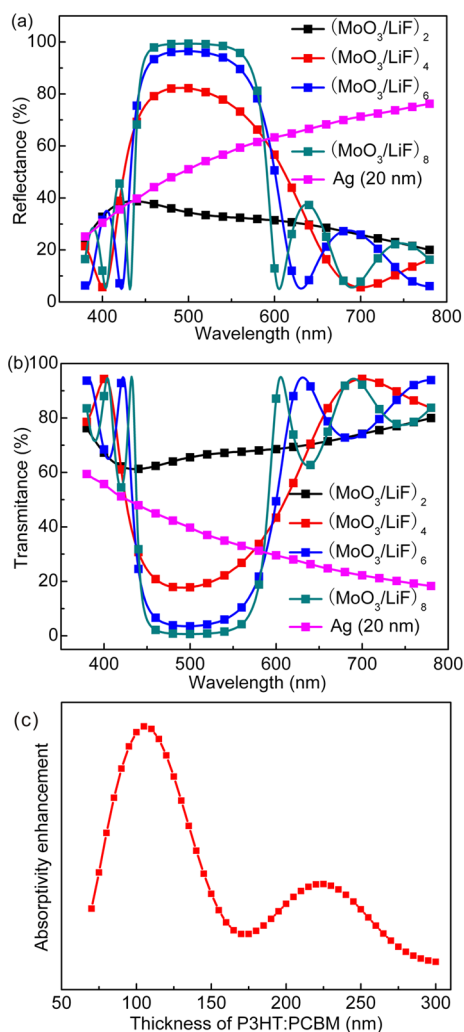 (a)
100
80
60
40
20
0
Reflectance (%)
(MoO₃/LiF)₂
(MoO₃/LiF)₄
(MoO₃/LiF)₆
(MoO₃/LiF)₈
Ag (20 nm)
400 500 600 700 800
Wavelength (nm)
(b)
100
80
60
40
20
0
Transmitance (%)
(MoO₃/LiF)₂
(MoO₃/LiF)₄
(MoO₃/LiF)₆
(MoO₃/LiF)₈
Ag (20 nm)
400 500 600 700 800
Wavelength (nm)
(c)
Absorptivity enhancement
50 100 150 200 250 300
Thickness of P3HT:PCBM (nm)